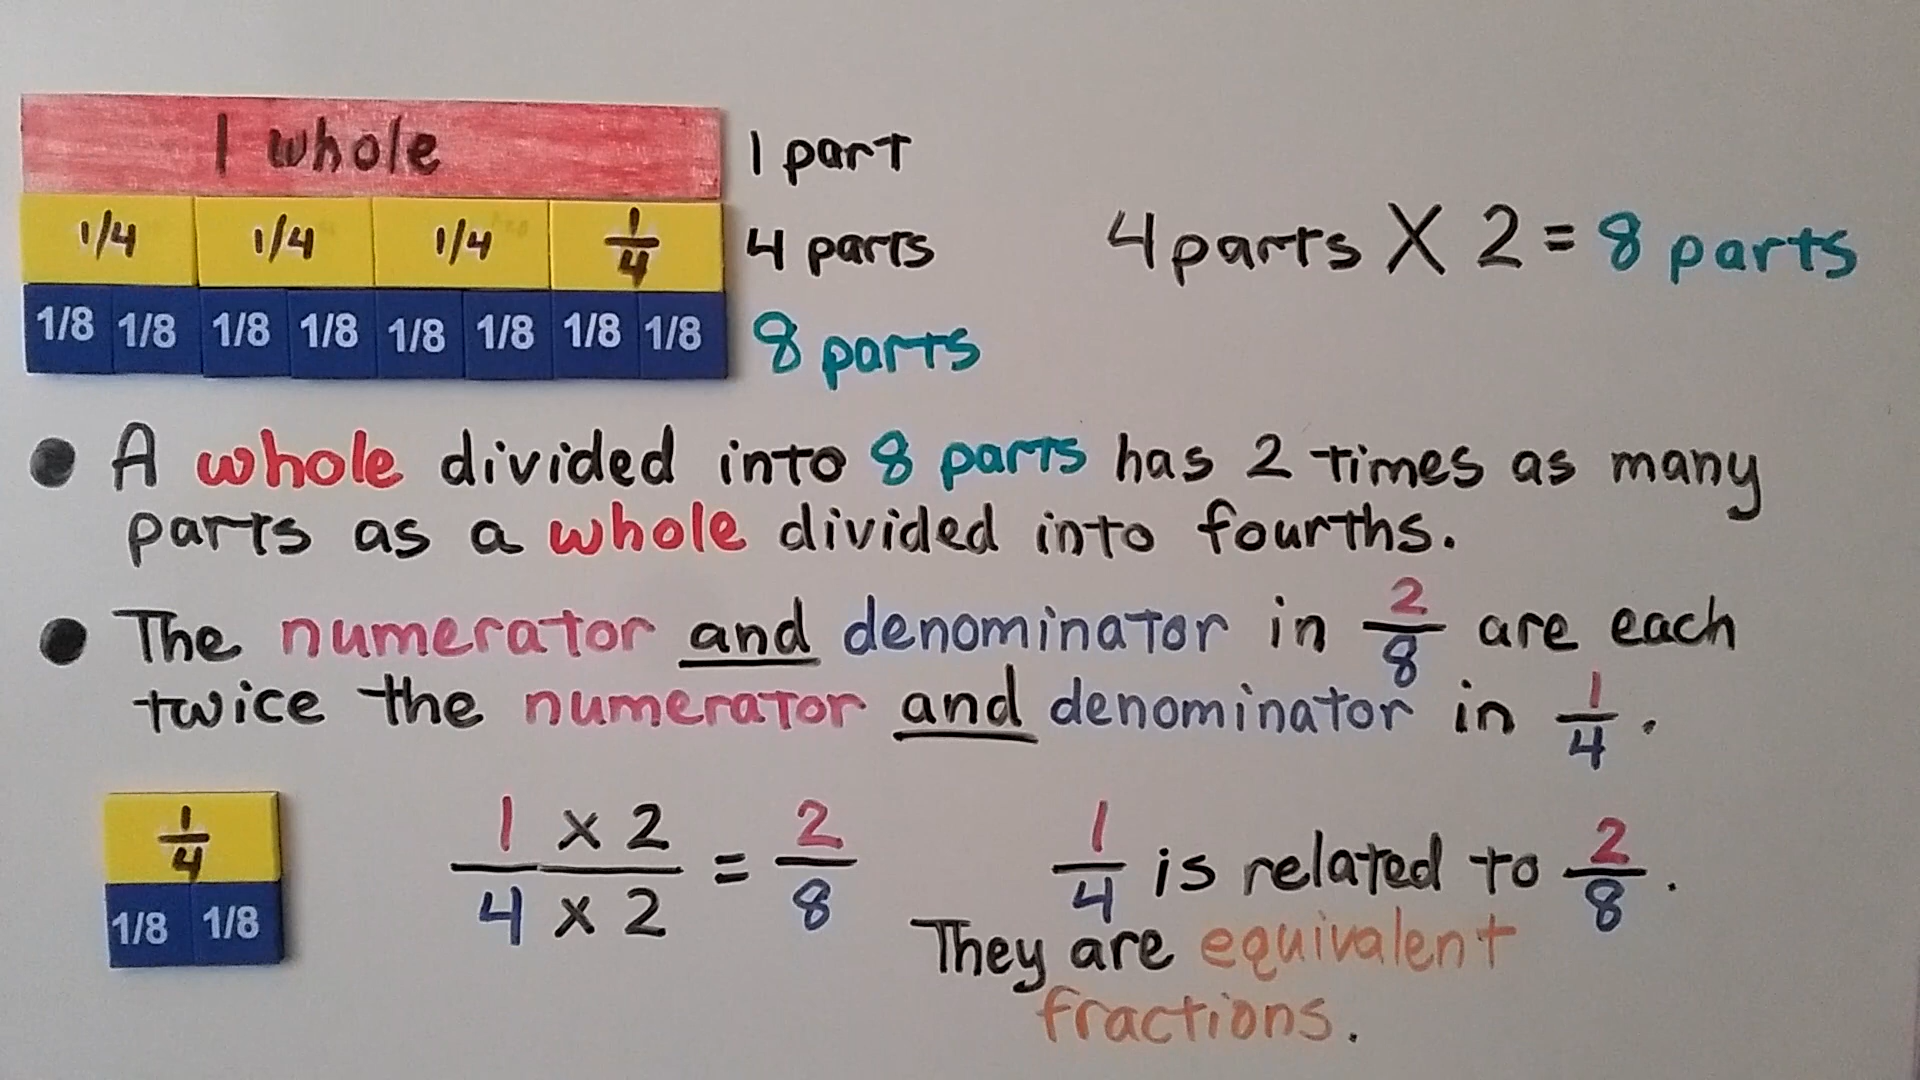 1 whole 1 part
1/4 1/4 1/4 1/4 4 parts 4 parts X 2 = 8 parts
1/8 1/8 1/8 1/8 1/8 1/8 1/8 1/8 8 parts
A whole divided into 8 parts has 2 times as many
parts as a whole divided into fourths.
The numerator and denominator in 2/8 are each
twice the numerator and denominator in 1/4.
1/4
1/8 1/8
1 x 2 / 4 x 2 = 2/8
1/4 is related to 2/8.
They are equivalent
fractions.